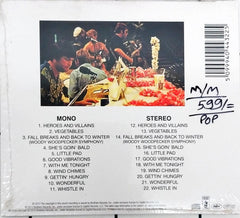 MONO
1. HEROES AND VILLAINS
2. VEGETABLES
3. FALL BREAKS AND BACK TO WINTER
(WOODY WOODPECKER SYMPHONY)
4. SHE'S GOIN' BALD
5. LITTLE PAD
6. GOOD VIBRATIONS
7. WITH ME TONIGHT
8. WIND CHIMES
9. GETTIN' HUNGRY
10. WONDERFUL
11. WHISTLE IN
STEREO
12. HEROES AND VILLAINS
13. VEGETABLES
14. FALL BREAKS AND BACK TO WINTER
(WOODY WOODPECKER SYMPHONY)
15. SHE'S GOIN' BALD
16. LITTLE PAD
17. GOOD VIBRATIONS
18. WITH ME TONIGHT
19. WIND CHIMES
20. GETTIN' HUNGRY
21. WONDERFUL
22. WHISTLE IN
M/M
599/=
POP
5099940449325